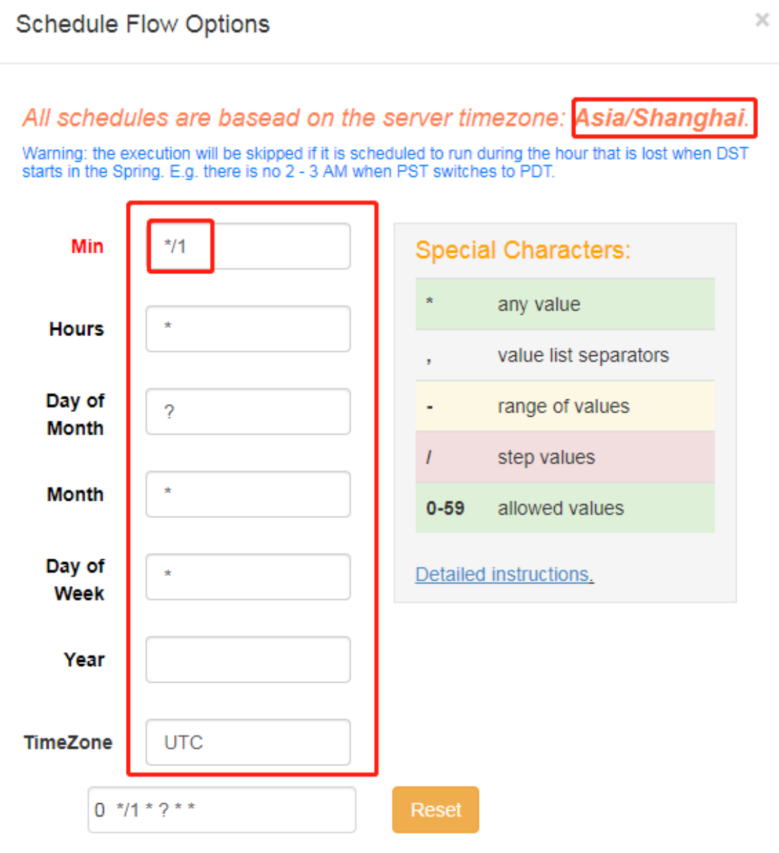 Schedule Flow Options
×
All schedules are basead on the server timezone: Asia/Shanghai.
Warning: the execution will be skipped if it is scheduled to run during the hour that is lost when DST
starts in the Spring. E.g. there is no 2 - 3 AM when PST switches to PDT.
Min */1
Hours *
Day of
Month ?
Month *
Day of
Week *
Year
TimeZone UTC
0 */1 * ? * *
Reset
Special Characters:
* any value
, value list separators
- range of values
/ step values
0-59 allowed values
Detailed instructions.